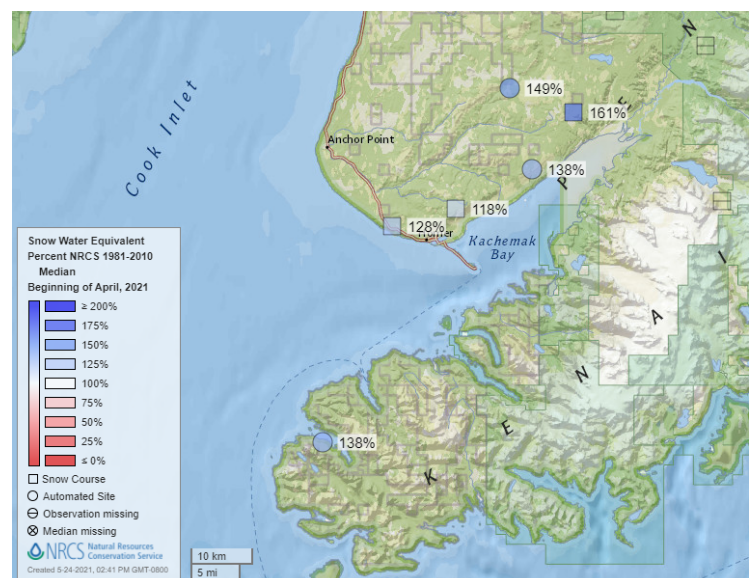 N
149%
161%
E
Cook Inlet
Anchor Point
138%
P
118%
128%
Homer
Kachemak
Bay
I
A
N
E
K
138%
Snow Water Equivalent
Percent NRCS 1981-2010
Median
Beginning of April, 2021
≥ 200%
175%
150%
125%
100%
75%
50%
25%
≤ 0%
Snow Course
Automated Site
Observation missing
Median missing
NRCS Natural Resources
Conservation Service
Created 5-24-2021, 02:41 PM GMT-0800
10 km
5 mi